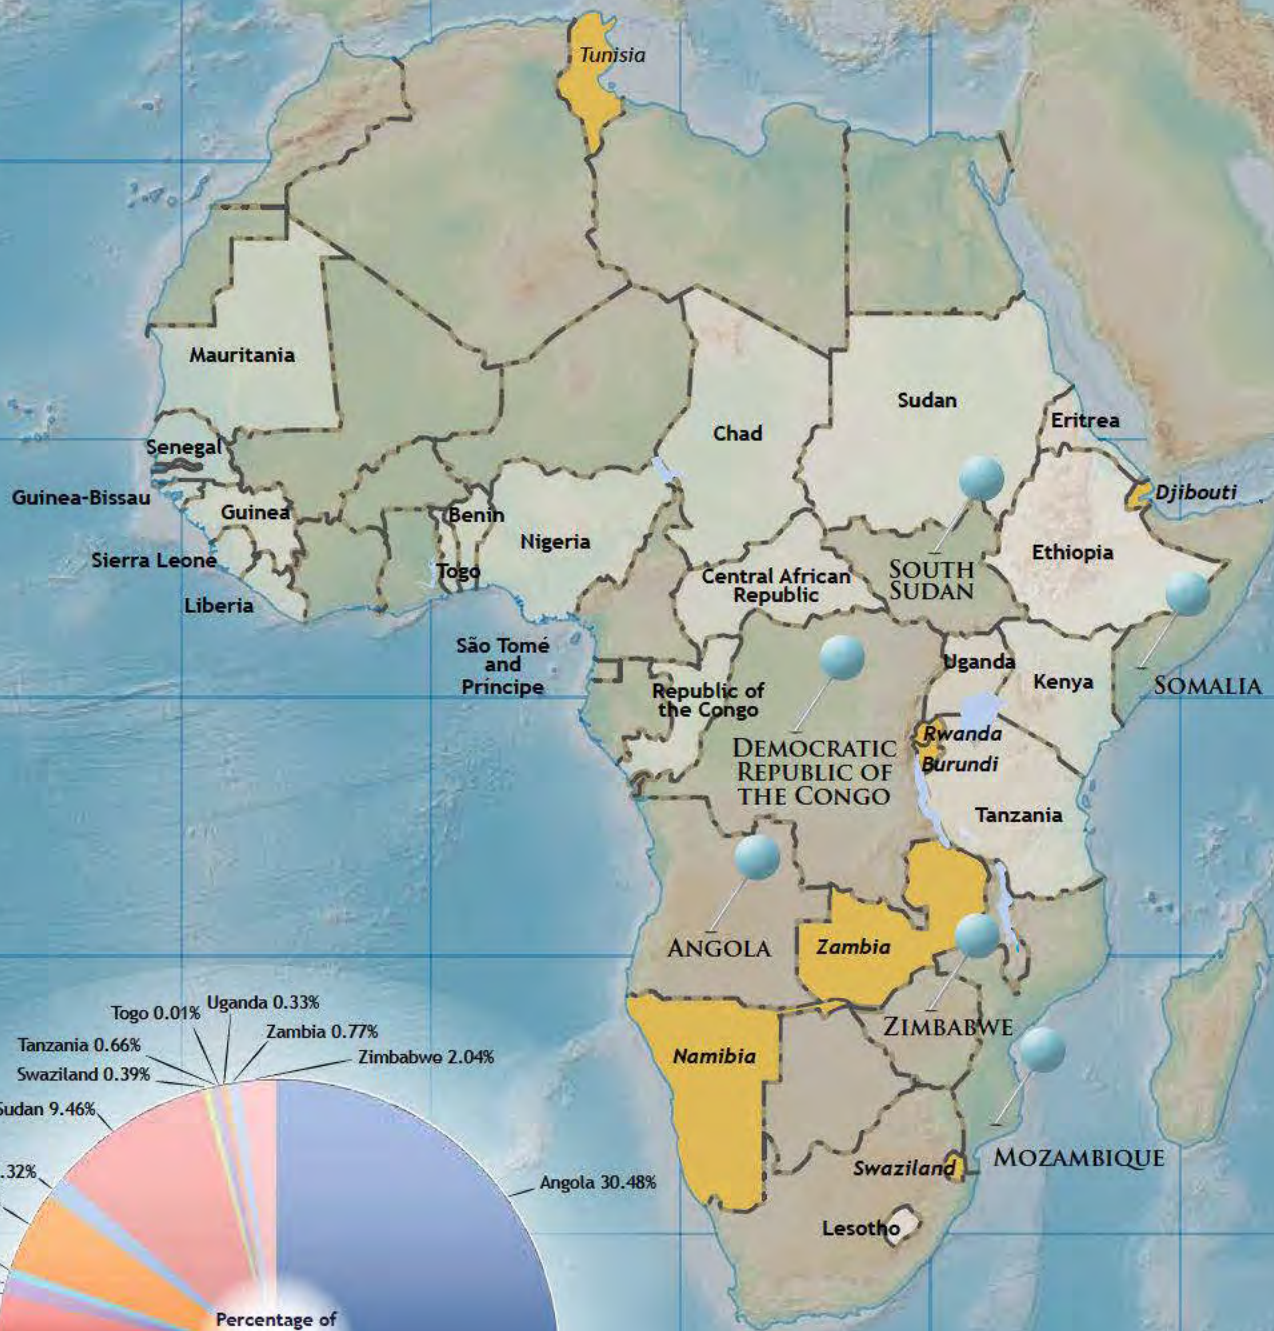 Tunisia
Mauritania
Sudan
Eritrea
Chad
Senegal
Djibouti
Guinea-Bissau
Guinea
Benin
Nigeria
Ethiopia
Sierra Leone
Togo
Central African
Republic
SOUTH
SUDAN
Liberia
São Tomé
and
Príncipe
Uganda
Kenya
SOMALIA
Republic of
the Congo
Rwanda
Burundi
DEMOCRATIC
REPUBLIC OF
THE CONGO
Tanzania
ANGOLA
Zambia
ZIMBABWE
Namibia
MOZAMBIQUE
Swaziland
Lesotho
Togo 0.01%
Uganda 0.33%
Tanzania 0.66%
Zambia 0.77%
Swaziland 0.39%
Zimbabwe 2.04%
Sudan 9.46%
.32%
Angola 30.48%
Percentage of